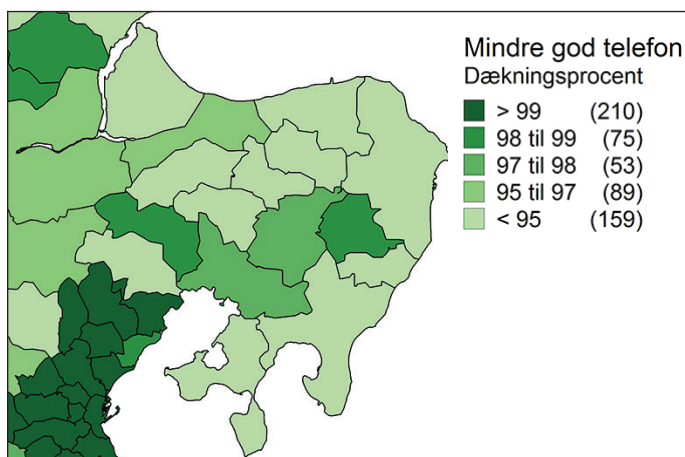 Mindre god telefon
Dækningsprocent
> 99 (210)
98 til 99 (75)
97 til 98 (53)
95 til 97 (89)
< 95 (159)